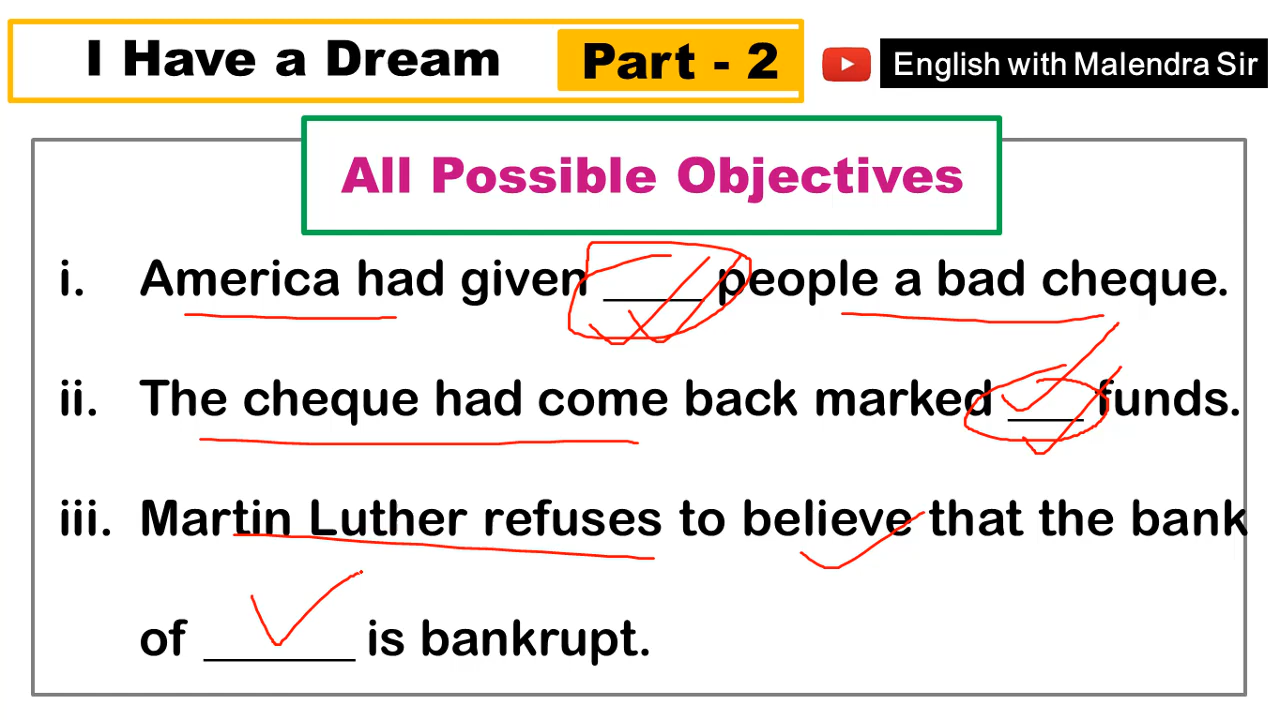 I Have a Dream Part - 2 English with Malendra Sir
All Possible Objectives
i. America had given ____ people a bad cheque.
ii. The cheque had come back marked ___ funds.
iii. Martin Luther refuses to believe that the bank
of ______ is bankrupt.